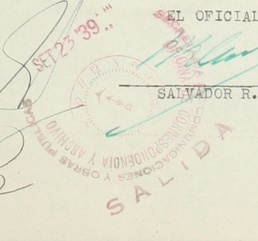 EL OFICIAL
SET 23 '39
SALVADOR R.
COMUNICACIONES Y OBRAS PUBLICAS
CORRESPONDENCIA Y ARCHIVO
SALIDA